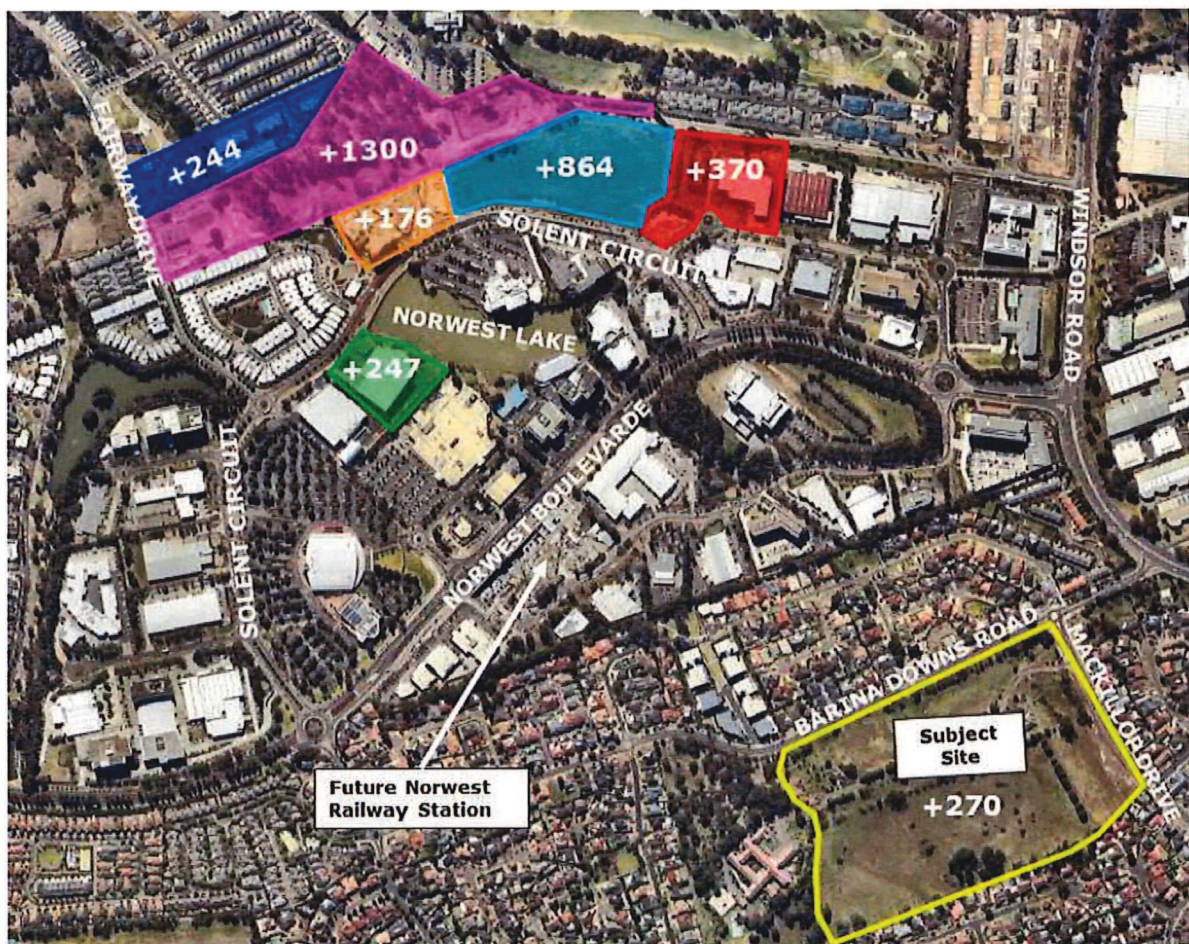 +244
+1300
+864
+370
+176
FAIRWAY DRIVE
SOLENT CIRCUIT
WINDSOR ROAD
NORWEST LAKE
+247
NORWEST BOULEVARDE
SOLENT CIRCUIT
BARINA DOWNS ROAD
MACKILLOP DRIVE
Subject
Site
+270
Future Norwest
Railway Station